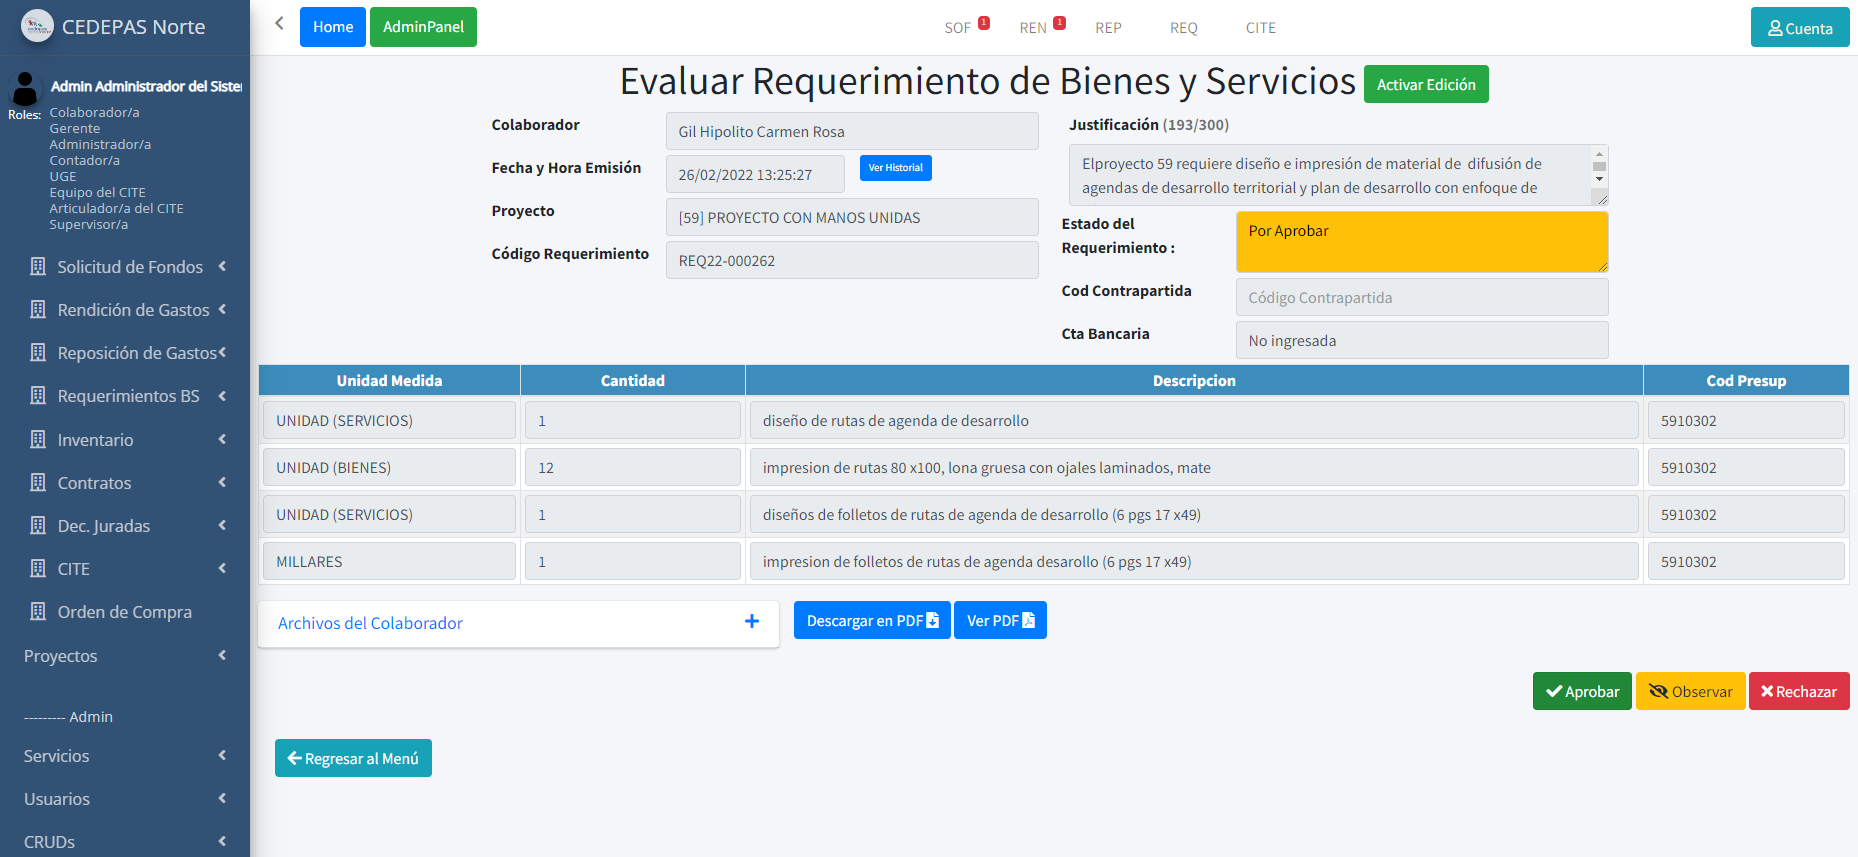 CEDEPAS Norte
Home
AdminPanel
SOF 1
REN 1
REP
REQ
CITE
Cuenta
Admin Administrador del Sister
Roles:
Colaborador/a
Gerente
Administrador/a
Contador/a
UGE
Equipo del CITE
Articulador/a del CITE
Supervisor/a
Solicitud de Fondos
Rendición de Gastos
Reposición de Gastos
Requerimientos BS
Inventario
Contratos
Dec. Juradas
CITE
Orden de Compra
Proyectos
--------- Admin
Servicios
Usuarios
CRUDs
Evaluar Requerimiento de Bienes y Servicios
Activar Edición
Colaborador
Gil Hipolito Carmen Rosa
Fecha y Hora Emisión
26/02/2022 13:25:27
Ver Historial
Proyecto
[59] PROYECTO CON MANOS UNIDAS
Código Requerimiento
REQ22-000262
Justificación (193/300)
Elproyecto 59 requiere diseño e impresión de material de difusión de
agendas de desarrollo territorial y plan de desarrollo con enfoque de
Estado del
Requerimiento :
Por Aprobar
Cod Contrapartida
Código Contrapartida
Cta Bancaria
No ingresada
Unidad Medida Cantidad Descripcion Cod Presup
UNIDAD (SERVICIOS) 1 diseño de rutas de agenda de desarrollo 5910302
UNIDAD (BIENES) 12 impresion de rutas 80 x100, lona gruesa con ojales laminados, mate 5910302
UNIDAD (SERVICIOS) 1 diseños de folletos de rutas de agenda de desarrollo (6 pgs 17 x49) 5910302
MILLARES 1 impresion de folletos de rutas de agenda desarollo (6 pgs 17 x49) 5910302
Archivos del Colaborador
Descargar en PDF
Ver PDF
Aprobar
Observar
Rechazar
Regresar al Menú